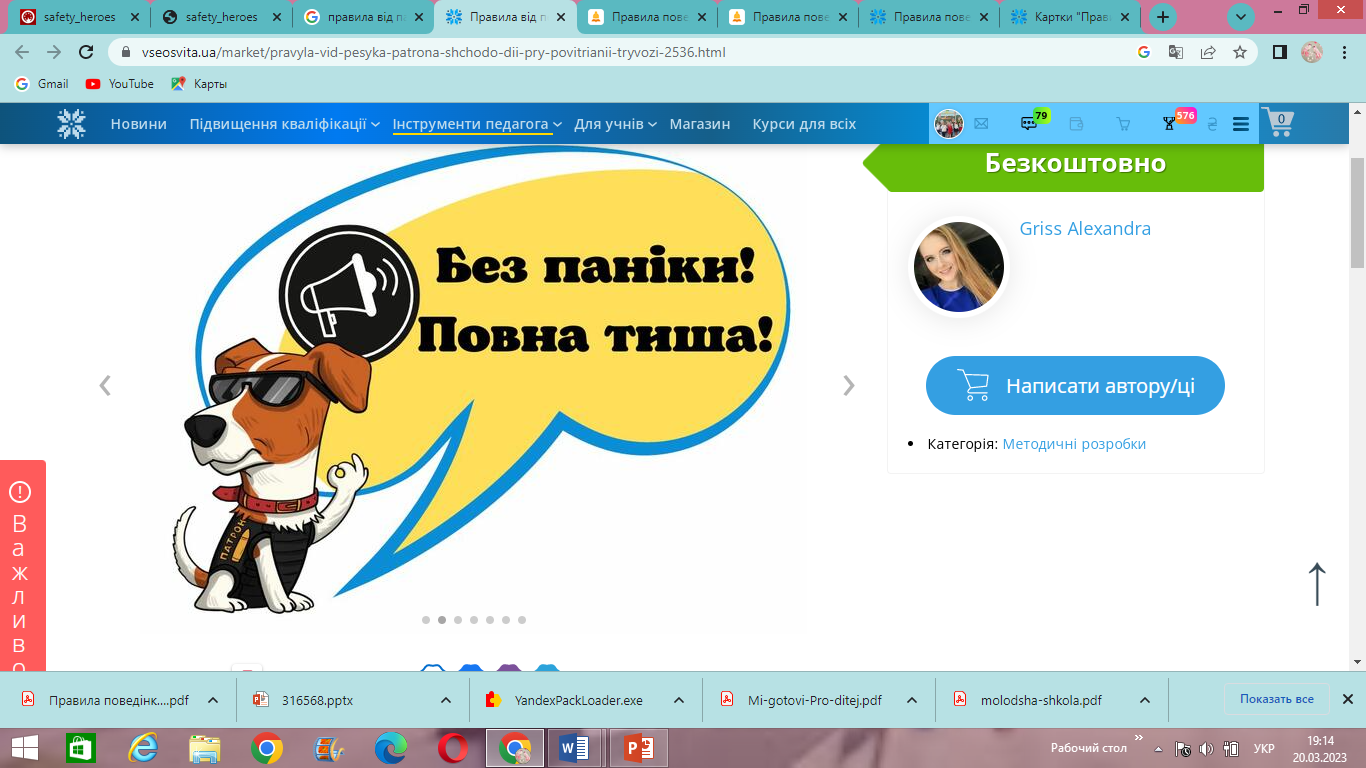 safety_heroes
safety_heroes
правила від п
Правила від п
Правила пове
Правила пове
Правила пове
Картки "Прав
vseosvita.ua/market/pravyla-vid-pesyka-patrona-shchodo-dii-pry-povitrianii-tryvozi-2536.html
Gmail
YouTube
Карты
Новини
Підвищення кваліфікації
Інструменти педагога
Для учнів
Магазин
Курси для всіх
79
576
₴
0
Безкоштовно
Griss Alexandra
Без паніки!
Повна тиша!
ПАТРОН
Написати автору/ці
Категорія: Методичні розробки
В
а
ж
л
и
в
о
Правила поведінк....pdf
316568.pptx
YandexPackLoader.exe
Mi-gotovi-Pro-ditej.pdf
molodsha-shkola.pdf
Показать все
Рабочий стол
УКР
19:14
20.03.2023